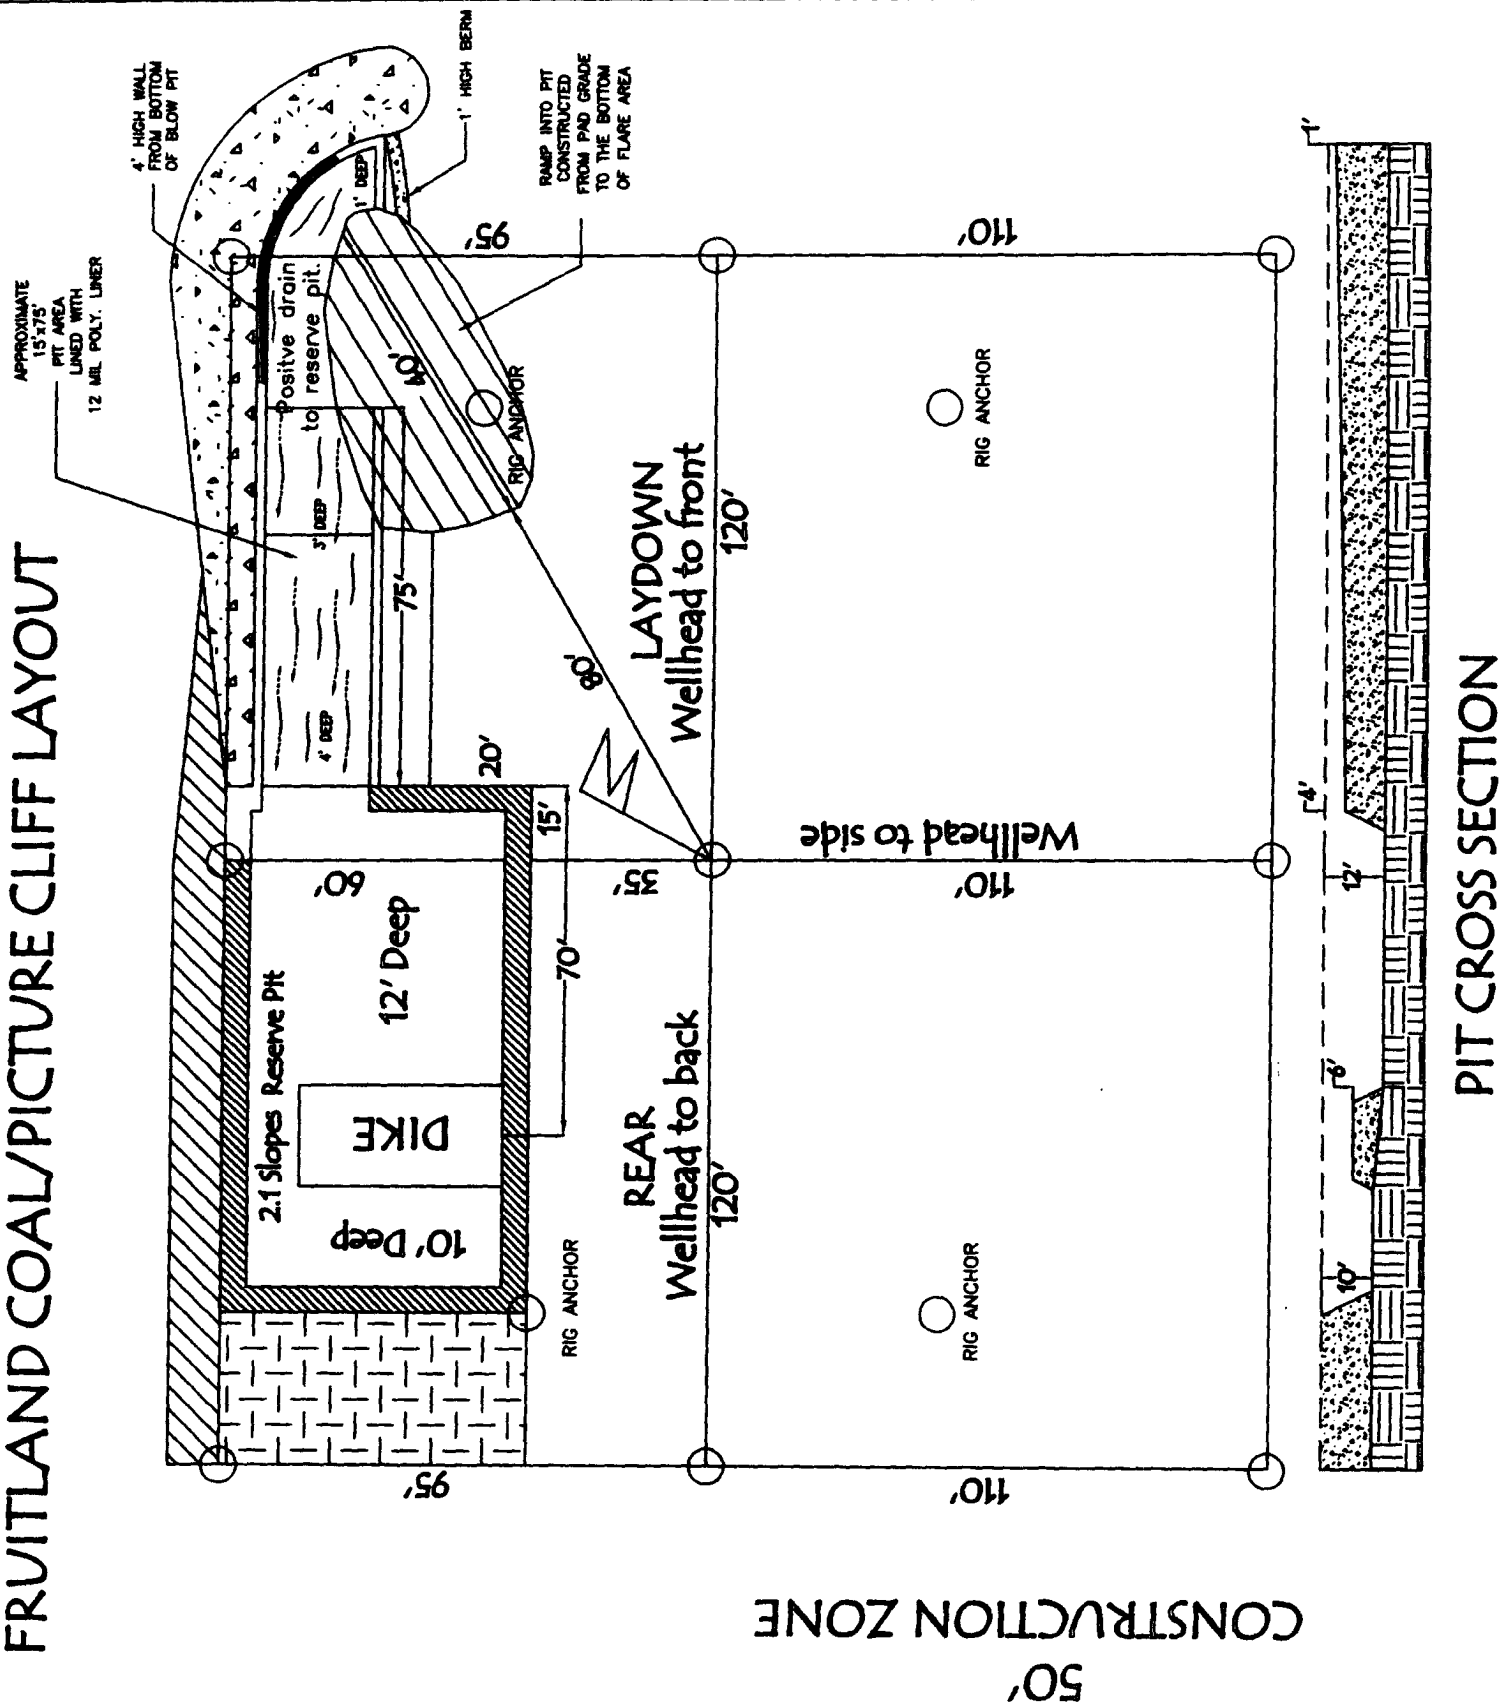 FRUITLAND COAL/PICTURE CLIFF LAYOUT
APPROXIMATE
15'x75'
PIT AREA
LINED WITH
12 MIL POLY. LINER
4' HIGH WALL
FROM BOTTOM
OF BLOW PIT
1' HIGH BERM
RAMP INTO PIT
CONSTRUCTED
FROM PAD GRADE
TO THE BOTTOM
OF FLARE AREA
1' DEEP
Positve drain
to reserve pit.
3' DEEP
4' DEEP
75'
40'
80'
20'
15'
70'
60'
35'
95'
95'
RIG ANCHOR
2.1 Slopes Reserve Pit
12' Deep
DIKE
10' Deep
RIG ANCHOR
REAR
Wellhead to back
120'
LAYDOWN
Wellhead to front
120'
Wellhead to side
110'
110'
110'
RIG ANCHOR
RIG ANCHOR
10'
6'
12'
4'
1'
PIT CROSS SECTION
50'
CONSTRUCTION ZONE